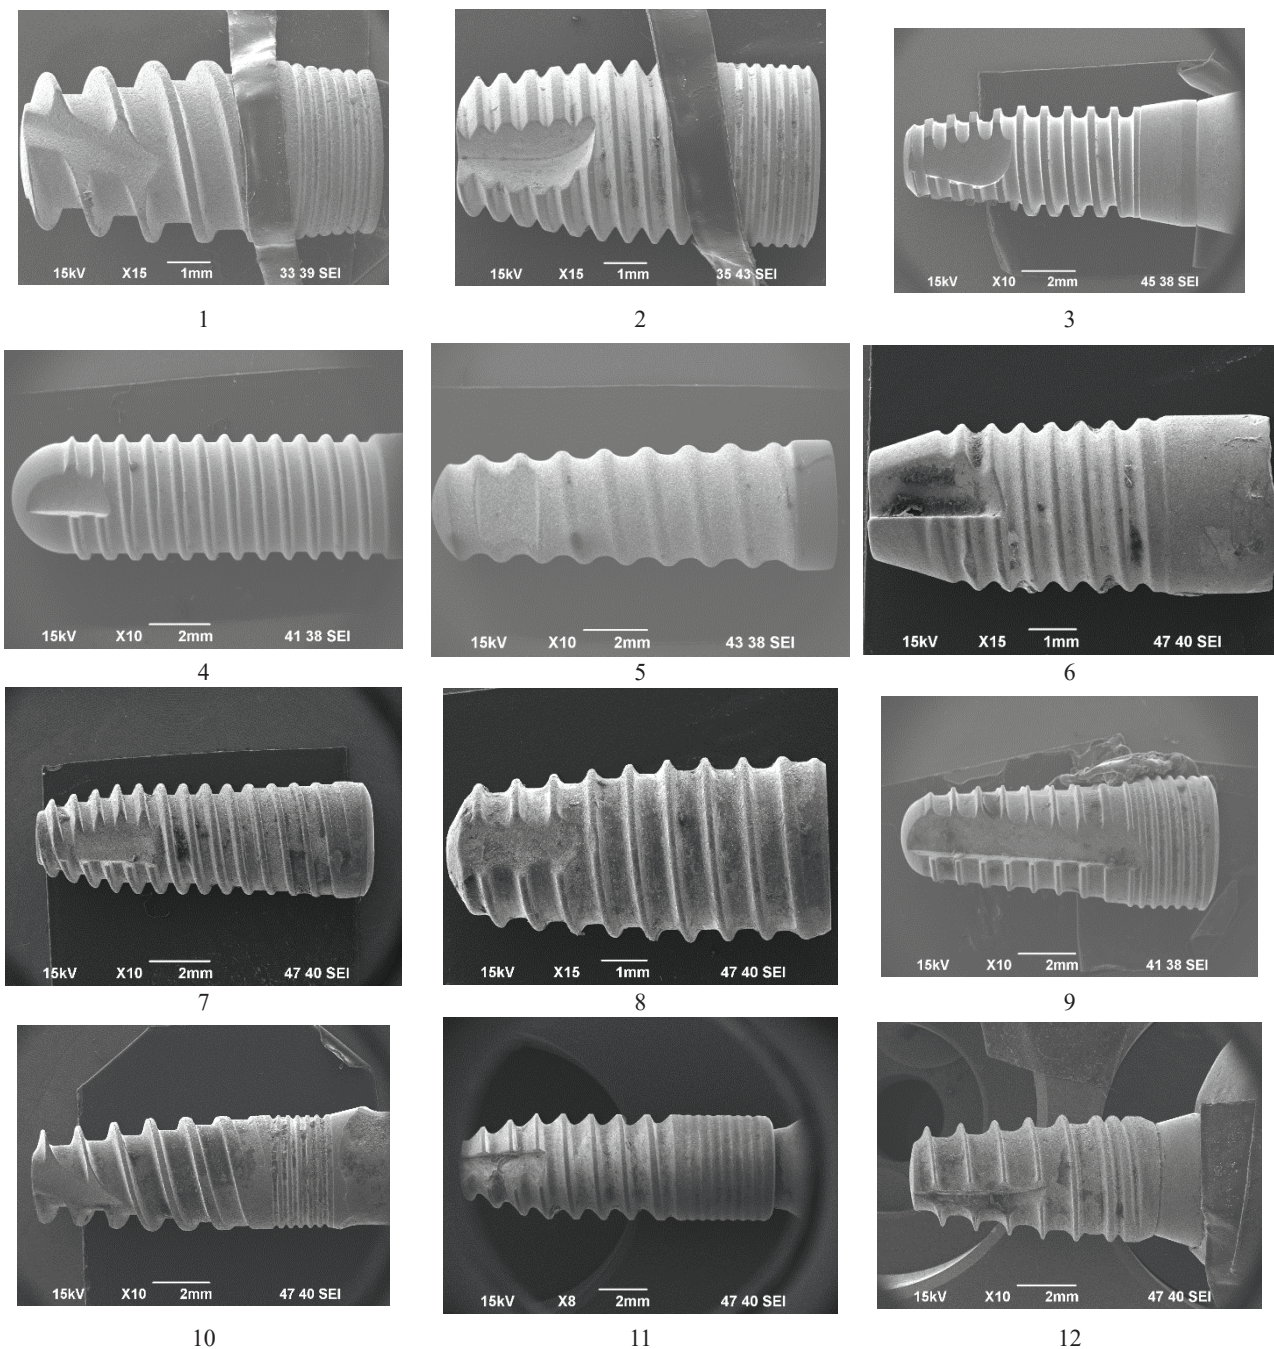 15kV X15 1mm 33 39 SEI
15kV X15 1mm 35 43 SEI
15kV X10 2mm 45 38 SEI
1
2
3
15kV X10 2mm 41 38 SEI
15kV X10 2mm 43 38 SEI
15kV X15 1mm 47 40 SEI
4
5
6
15kV X10 2mm 47 40 SEI
15kV X15 1mm 47 40 SEI
15kV X10 2mm 41 38 SEI
7
8
9
15kV X10 2mm 47 40 SEI
15kV X8 2mm 47 40 SEI
15kV X10 2mm 47 40 SEI
10
11
12